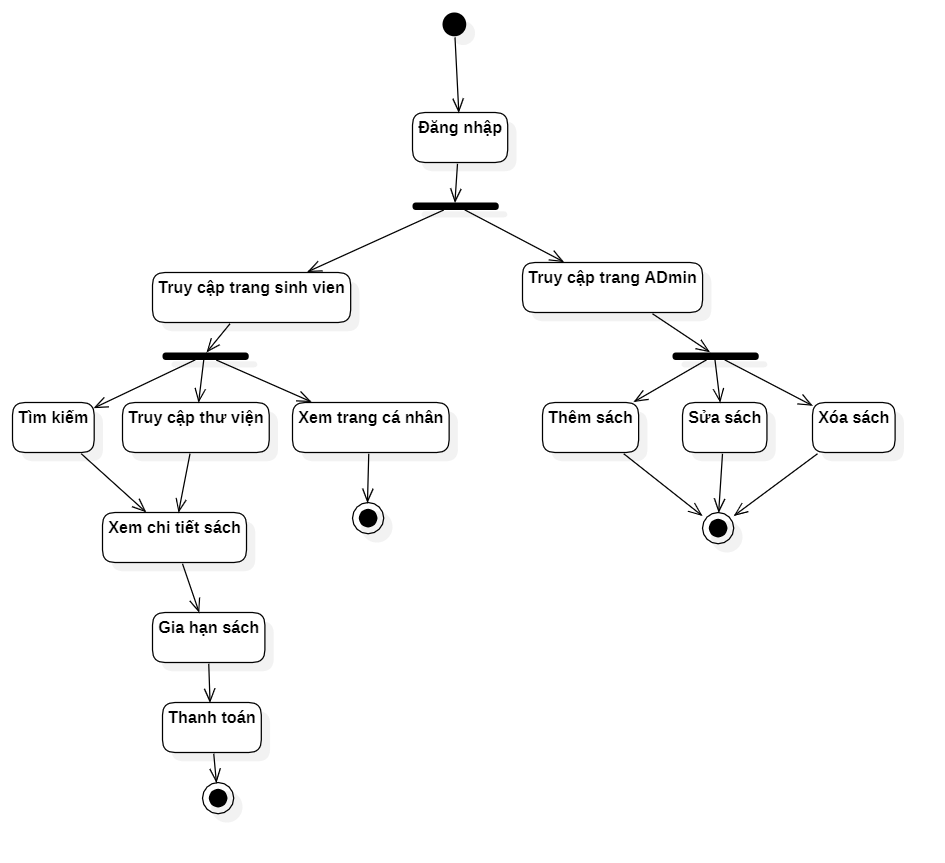 Đăng nhập
Truy cập trang sinh vien
Truy cập trang ADmin
Tìm kiếm
Truy cập thư viện
Xem trang cá nhân
Thêm sách
Sửa sách
Xóa sách
Xem chi tiết sách
Gia hạn sách
Thanh toán